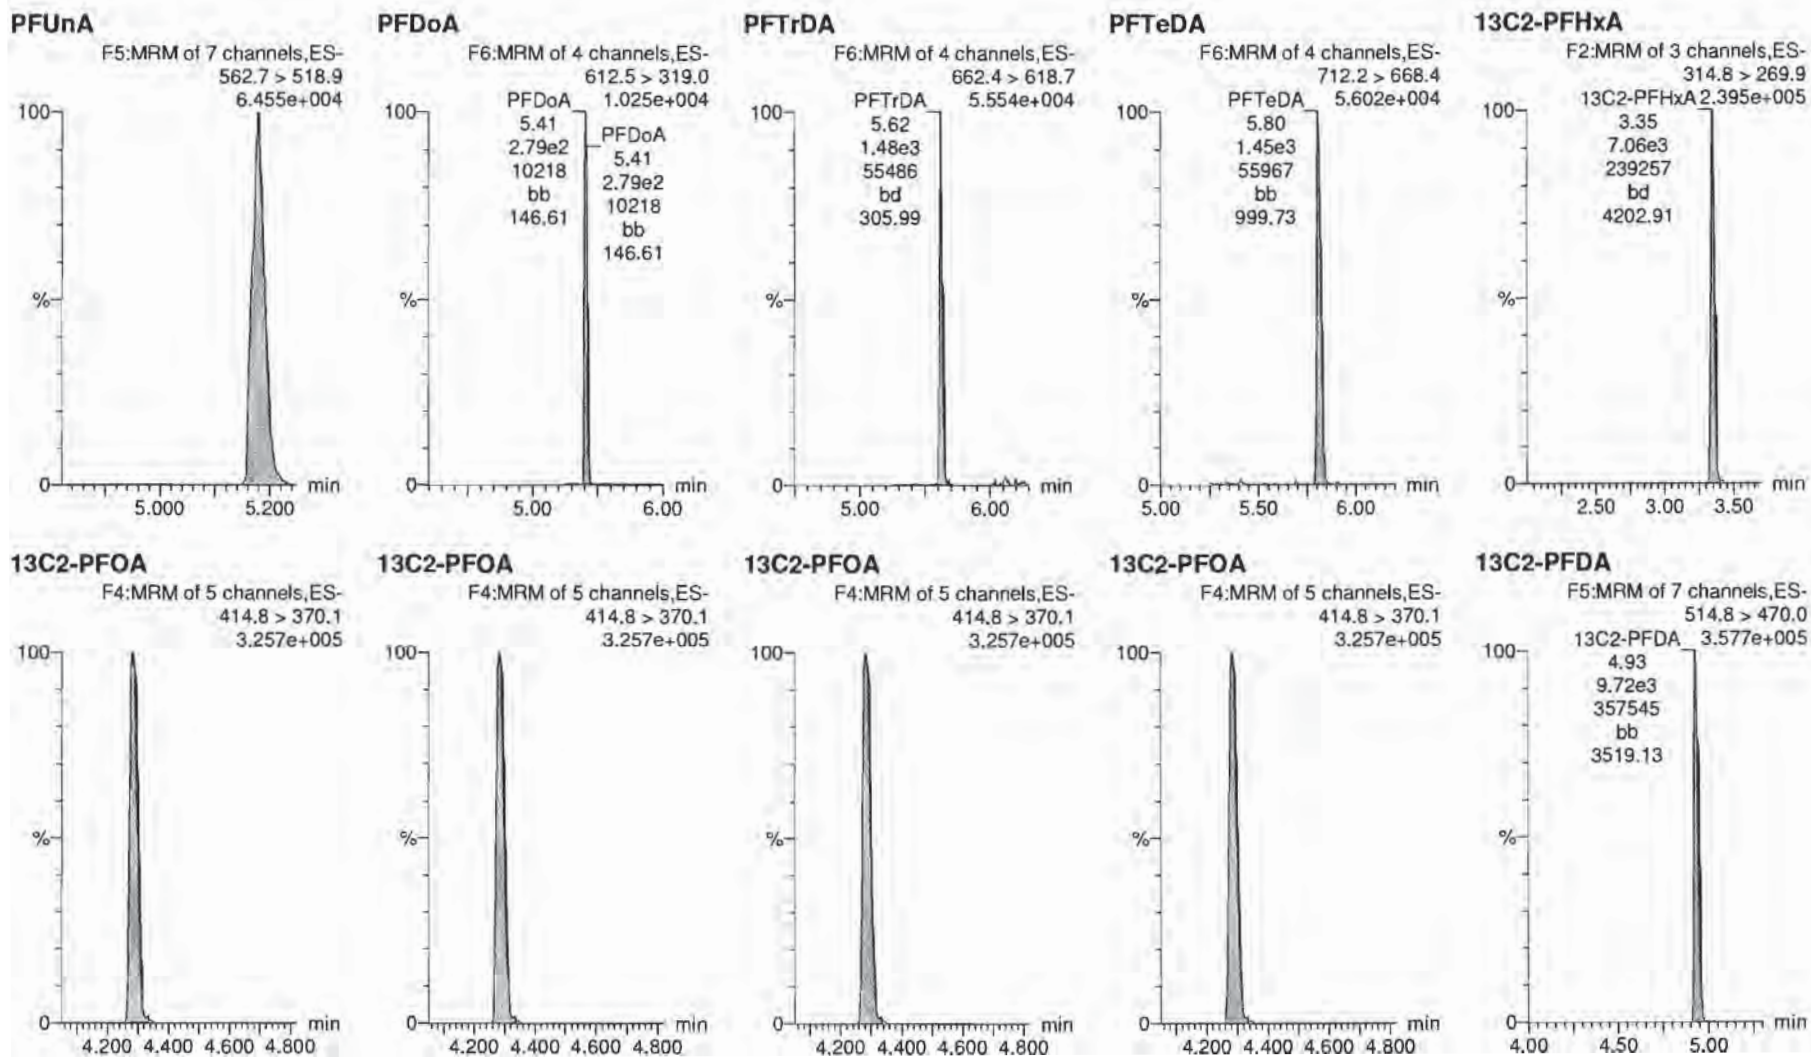 PFUnA
F5:MRM of 7 channels,ES-
562.7 > 518.9
6.455e+004
100
%
0
5.000 5.200
min
PFDoA
F6:MRM of 4 channels,ES-
612.5 > 319.0
1.025e+004
PFDoA
5.41
2.79e2
10218
bb
146.61
PFDoA
5.41
2.79e2
10218
bb
146.61
100
%
0
5.00 6.00
min
PFTrDA
F6:MRM of 4 channels,ES-
662.4 > 618.7
5.554e+004
PFTrDA
5.62
1.48e3
55486
bd
305.99
100
%
0
5.00 6.00
min
PFTeDA
F6:MRM of 4 channels,ES-
712.2 > 668.4
5.602e+004
PFTeDA
5.80
1.45e3
55967
bb
999.73
100
%
0
5.00 5.50 6.00
min
13C2-PFHxA
F2:MRM of 3 channels,ES-
314.8 > 269.9
2.395e+005
13C2-PFHxA
3.35
7.06e3
239257
bd
4202.91
100
%
0
2.50 3.00 3.50
min
13C2-PFOA
F4:MRM of 5 channels,ES-
414.8 > 370.1
3.257e+005
100
%
0
4.200 4.400 4.600 4.800
min
13C2-PFOA
F4:MRM of 5 channels,ES-
414.8 > 370.1
3.257e+005
100
%
0
4.200 4.400 4.600 4.800
min
13C2-PFOA
F4:MRM of 5 channels,ES-
414.8 > 370.1
3.257e+005
100
%
0
4.200 4.400 4.600 4.800
min
13C2-PFOA
F4:MRM of 5 channels,ES-
414.8 > 370.1
3.257e+005
100
%
0
4.200 4.400 4.600 4.800
min
13C2-PFDA
F5:MRM of 7 channels,ES-
514.8 > 470.0
3.577e+005
13C2-PFDA
4.93
9.72e3
357545
bb
3519.13
100
%
0
4.00 4.50 5.00
min